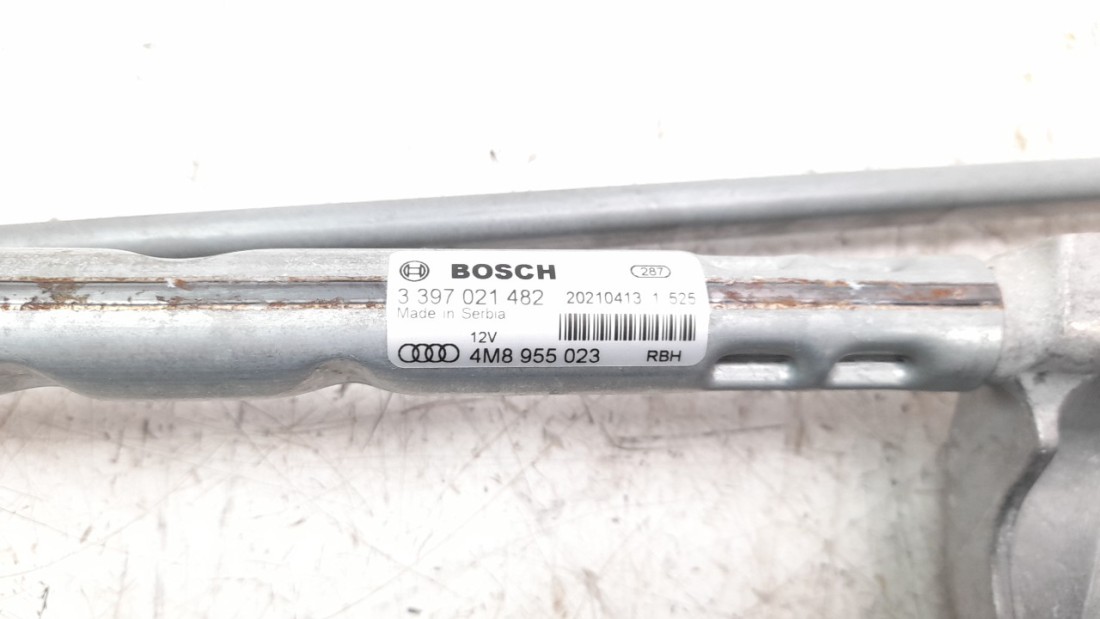 BOSCH 287
3 397 021 482 20210413 1 525
Made in Serbia
12V
4M8 955 023 RBH